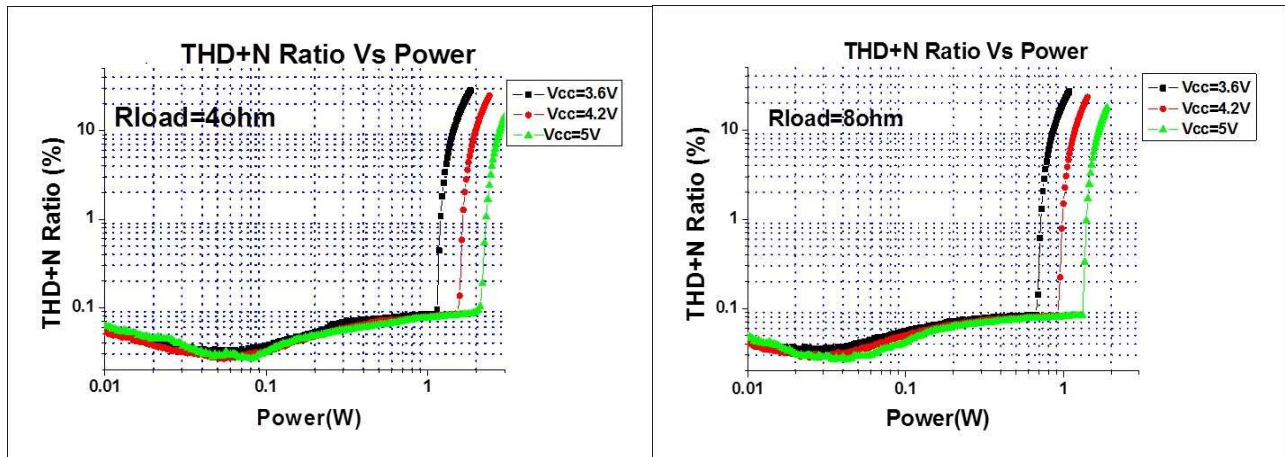 THD+N Ratio Vs Power
Rload=4ohm
Vcc=3.6V
Vcc=4.2V
Vcc=5V
THD+N Ratio (%)
10
1
0.1
0.01
0.1
1
Power(W)
THD+N Ratio Vs Power
Rload=8ohm
Vcc=3.6V
Vcc=4.2V
Vcc=5V
THD+N Ratio (%)
10
1
0.1
0.01
0.1
1
Power(W)